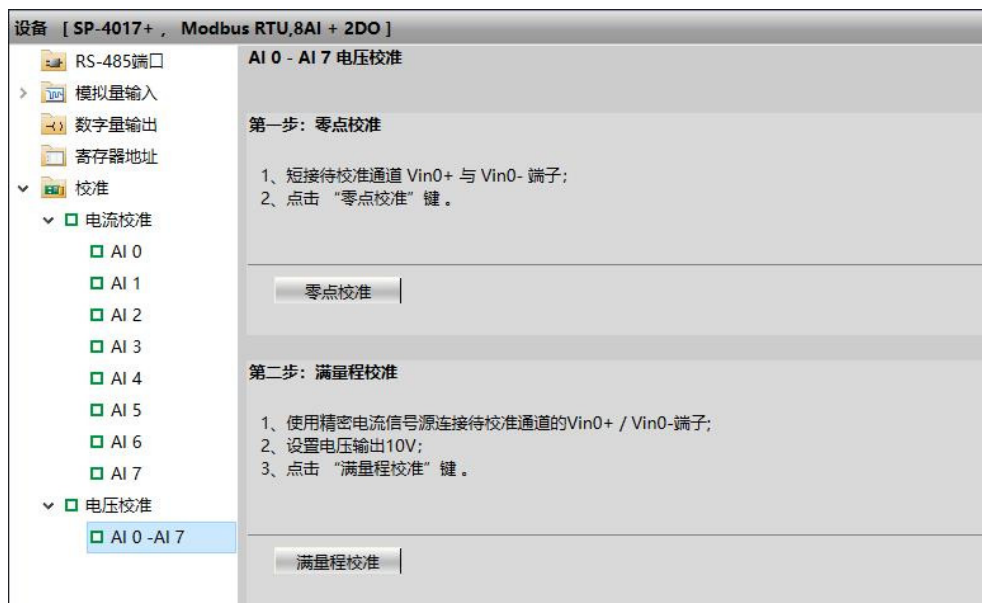 设备 [ SP-4017+ , Modbus RTU,8AI + 2DO ]
RS-485端口
模拟量输入
数字量输出
寄存器地址
校准
电流校准
AI 0
AI 1
AI 2
AI 3
AI 4
AI 5
AI 6
AI 7
电压校准
AI 0 -AI 7
AI 0 - AI 7 电压校准
第一步：零点校准
1、短接待校准通道 Vin0+ 与 Vin0- 端子;
2、点击 “零点校准” 键 。
零点校准
第二步：满量程校准
1、使用精密电流信号源连接待校准通道的Vin0+ / Vin0-端子;
2、设置电压输出10V;
3、点击 “满量程校准” 键 。
满量程校准